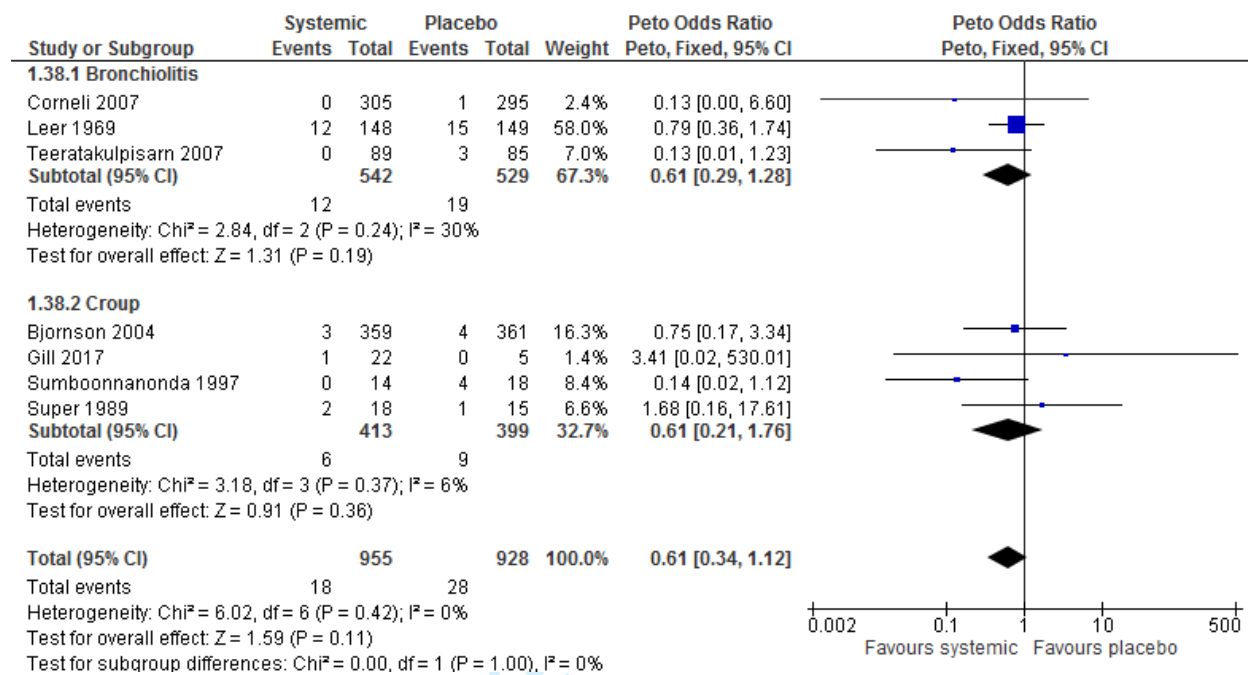 Systemic Placebo Peto Odds Ratio Peto Odds Ratio
Study or Subgroup Events Total Events Total Weight Peto, Fixed, 95% CI Peto, Fixed, 95% CI
1.38.1 Bronchiolitis
Corneli 2007 0 305 1 295 2.4% 0.13 [0.00, 6.60]
Leer 1969 12 148 15 149 58.0% 0.79 [0.36, 1.74]
Teeratakulpisarn 2007 0 89 3 85 7.0% 0.13 [0.01, 1.23]
Subtotal (95% CI) 542 529 67.3% 0.61 [0.29, 1.28]
Total events 12 19
Heterogeneity: Chi² = 2.84, df = 2 (P = 0.24); I² = 30%
Test for overall effect: Z = 1.31 (P = 0.19)
1.38.2 Croup
Bjornson 2004 3 359 4 361 16.3% 0.75 [0.17, 3.34]
Gill 2017 1 22 0 5 1.4% 3.41 [0.02, 530.01]
Sumboonnanonda 1997 0 14 4 18 8.4% 0.14 [0.02, 1.12]
Super 1989 2 18 1 15 6.6% 1.68 [0.16, 17.61]
Subtotal (95% CI) 413 399 32.7% 0.61 [0.21, 1.76]
Total events 6 9
Heterogeneity: Chi² = 3.18, df = 3 (P = 0.37); I² = 6%
Test for overall effect: Z = 0.91 (P = 0.36)
Total (95% CI) 955 928 100.0% 0.61 [0.34, 1.12]
Total events 18 28
Heterogeneity: Chi² = 6.02, df = 6 (P = 0.42); I² = 0%
Test for overall effect: Z = 1.59 (P = 0.11)
Test for subgroup differences: Chi² = 0.00, df = 1 (P = 1.00), I² = 0%
0.002 0.1 1 10 500
Favours systemic Favours placebo